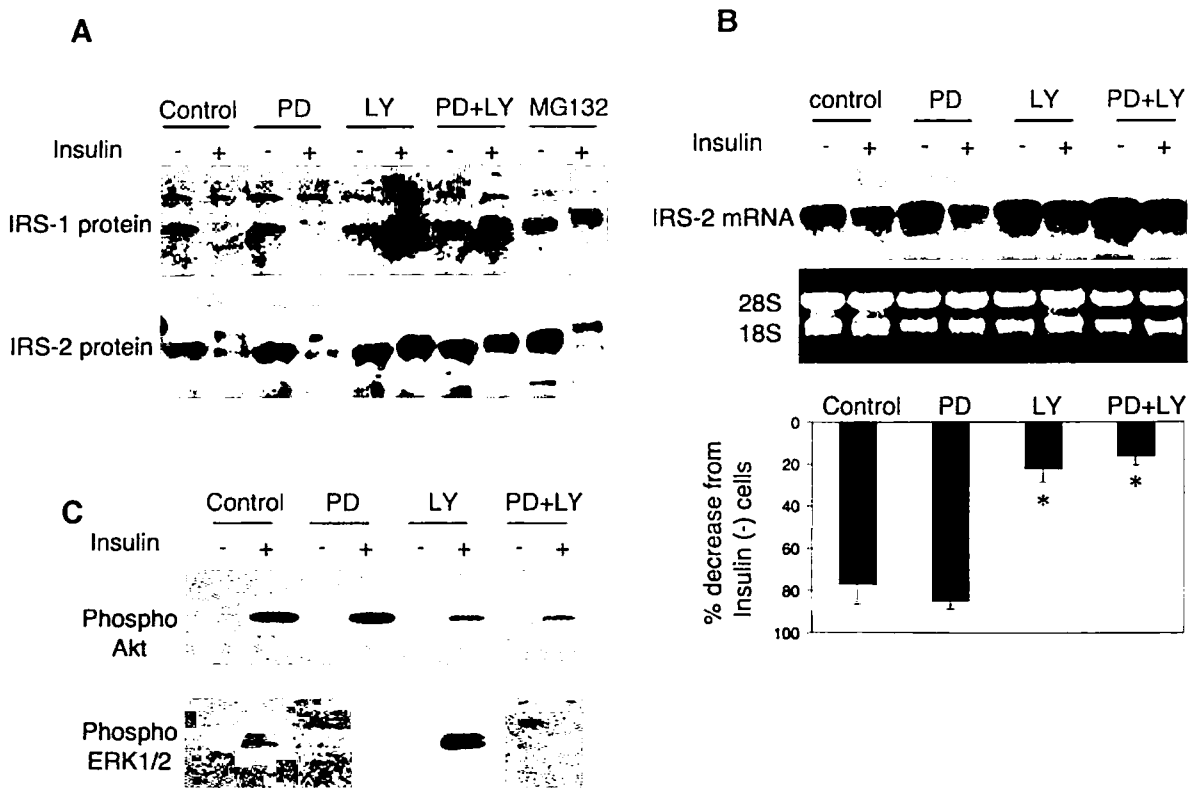 A
Control PD LY PD+LY MG132
Insulin - + - + - + - + - +
IRS-1 protein
IRS-2 protein
B
control PD LY PD+LY
Insulin - + - + - + - +
IRS-2 mRNA
28S
18S
Control PD LY PD+LY
% decrease from
Insulin (-) cells
0
20
40
60
80
100
* *
C
Control PD LY PD+LY
Insulin - + - + - + - +
Phospho
Akt
Phospho
ERK1/2